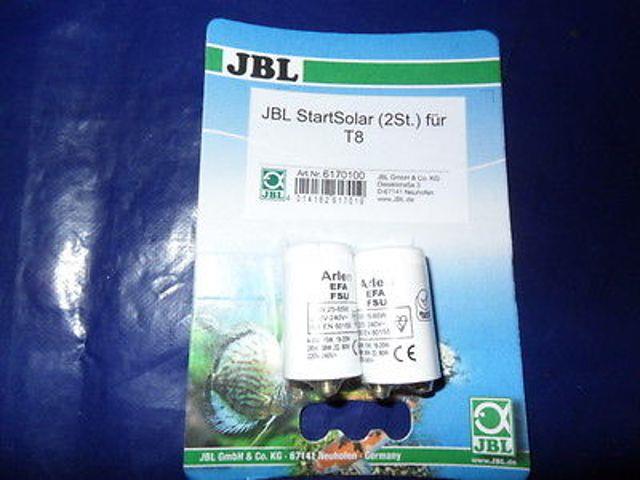 JBL
JBL StartSolar (2St.) für
T8
Art.Nr. 6170100
JBL
JBL GmbH & Co. KG
Dieselstraße 3
D-67141 Neuhofen
www.JBL.de
Arlen
EFA
FSU
Arlen
EFA
FSU
CE
JBL
JBL GmbH & Co. KG - 67141 Neuhofen - Germany
www.JBL.de